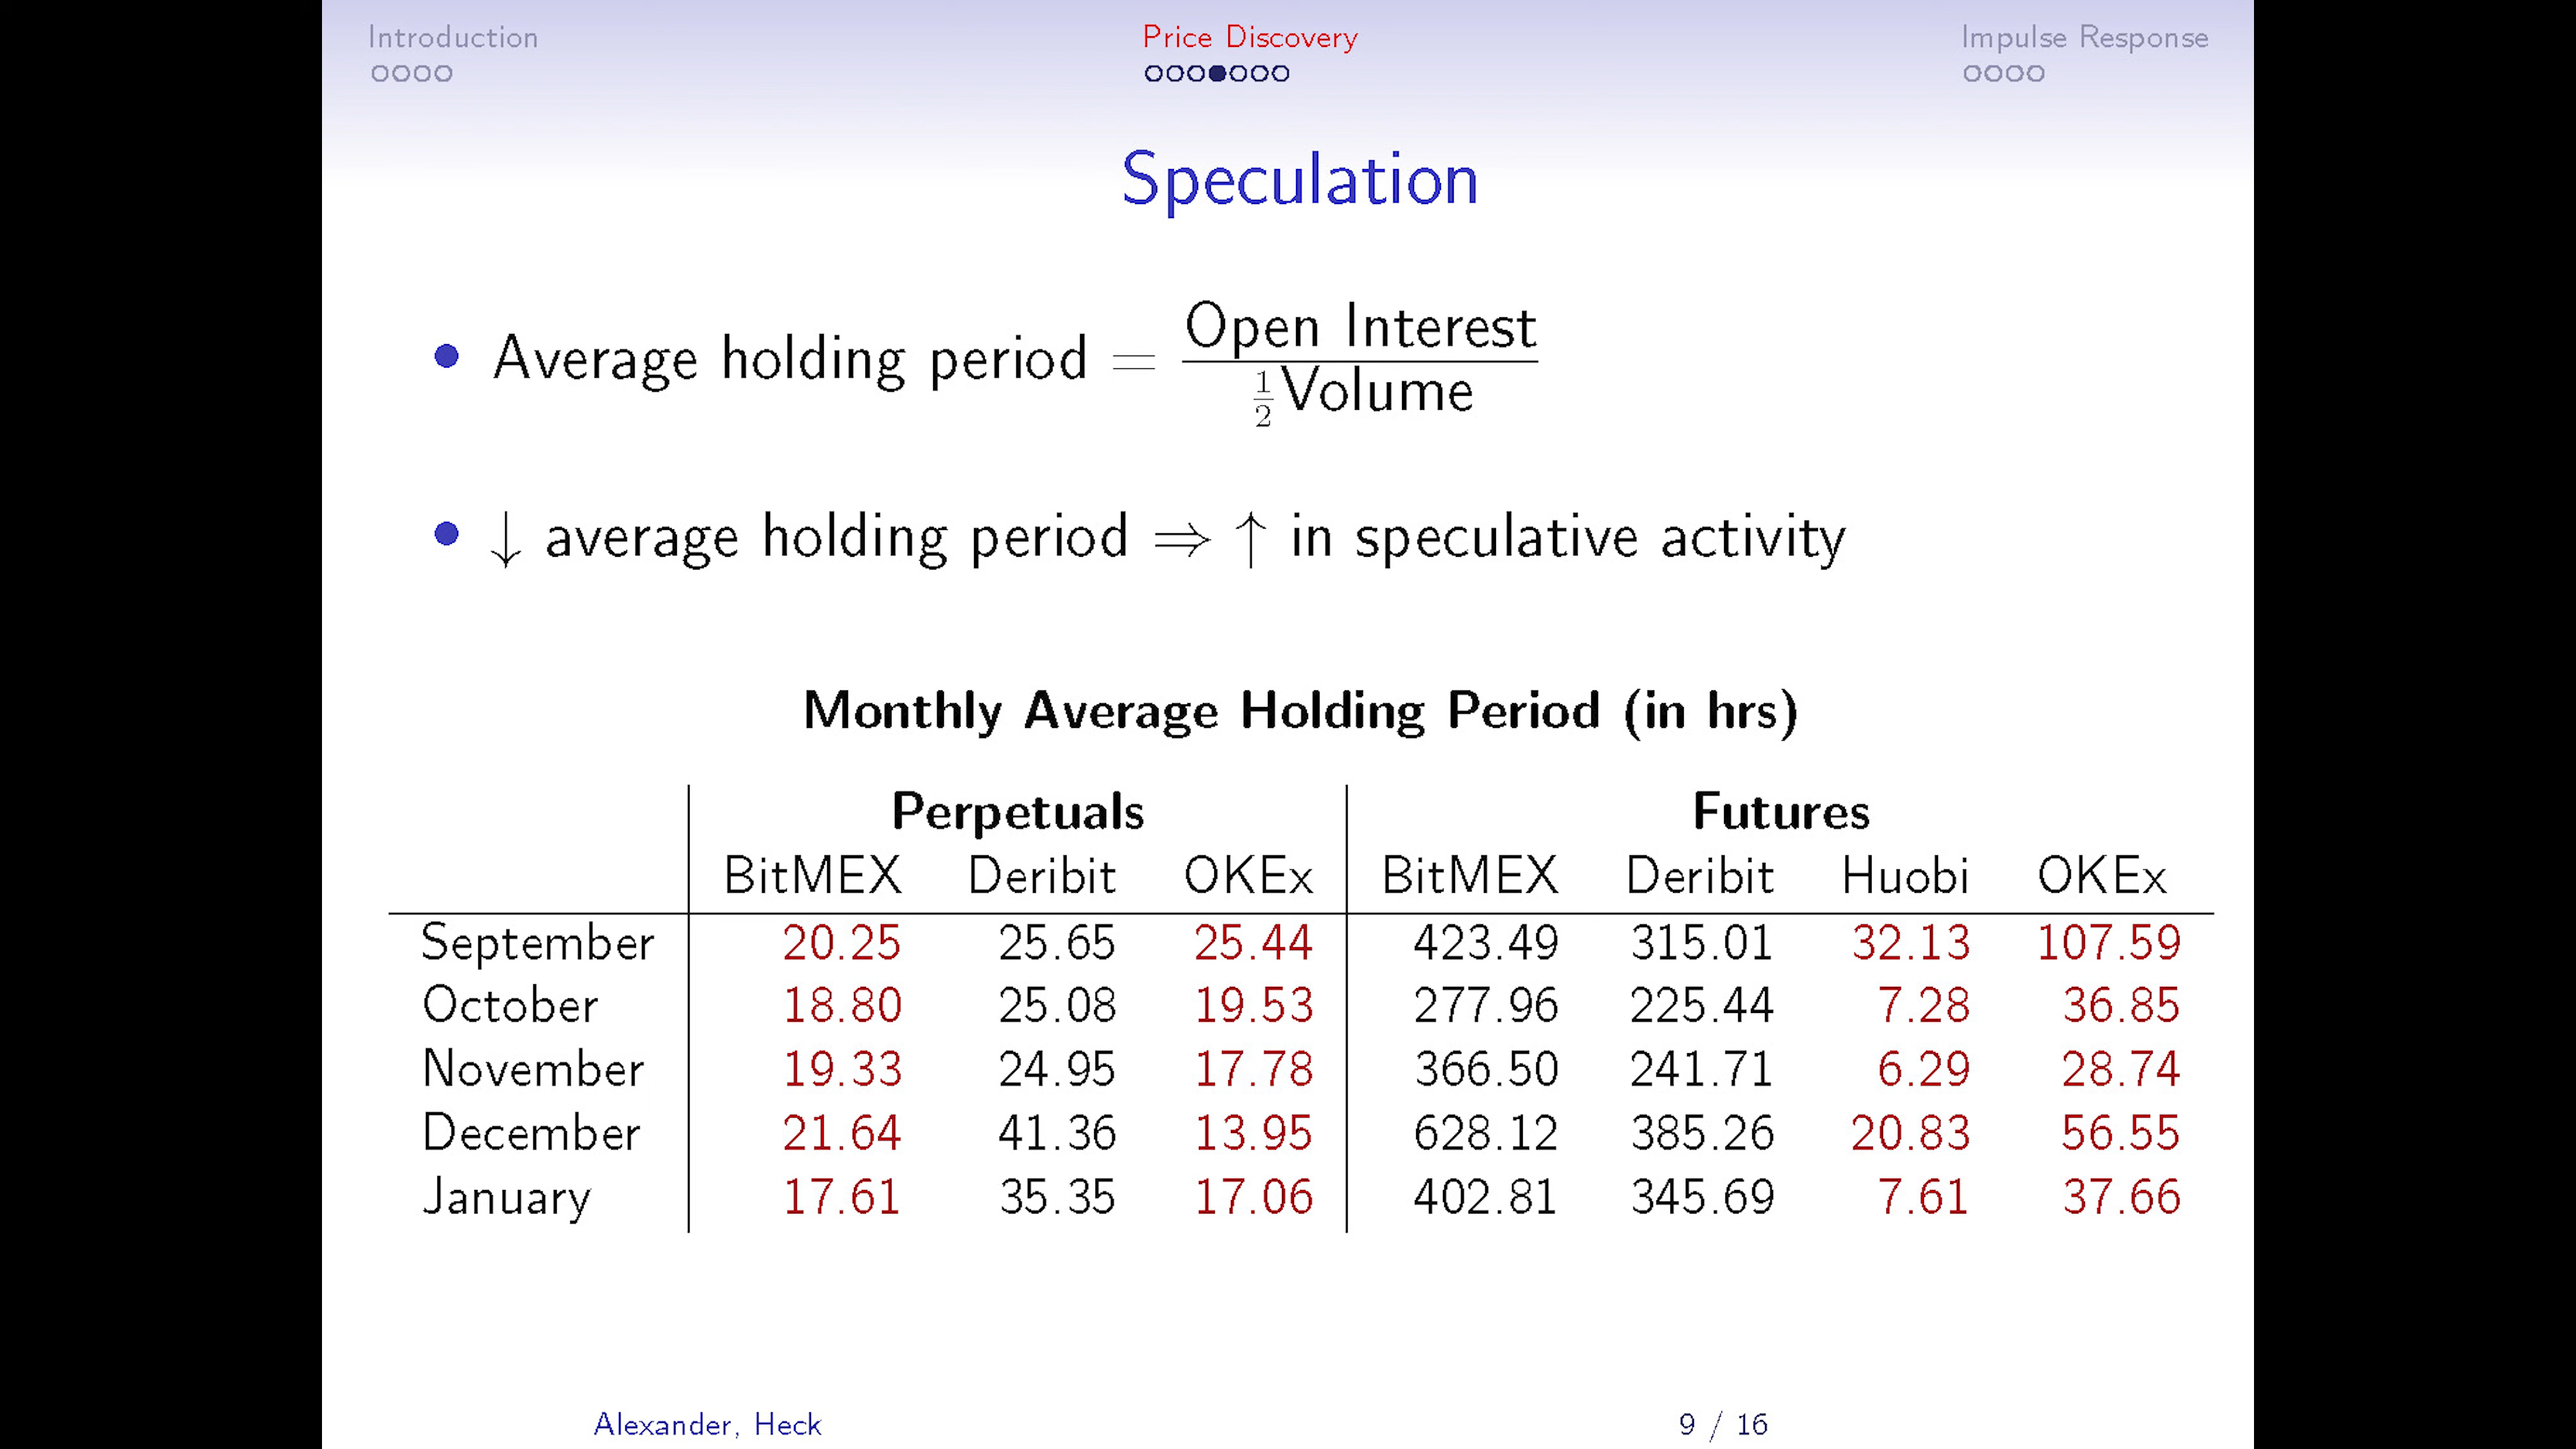 Introduction Price Discovery Impulse Response
Speculation
• Average holding period = Open Interest / ½Volume
• ↓ average holding period ⇒ ↑ in speculative activity
Monthly Average Holding Period (in hrs)
Perpetuals Futures
BitMEX Deribit OKEx BitMEX Deribit Huobi OKEx
September 20.25 25.65 25.44 423.49 315.01 32.13 107.59
October 18.80 25.08 19.53 277.96 225.44 7.28 36.85
November 19.33 24.95 17.78 366.50 241.71 6.29 28.74
December 21.64 41.36 13.95 628.12 385.26 20.83 56.55
January 17.61 35.35 17.06 402.81 345.69 7.61 37.66
Alexander, Heck 9 / 16